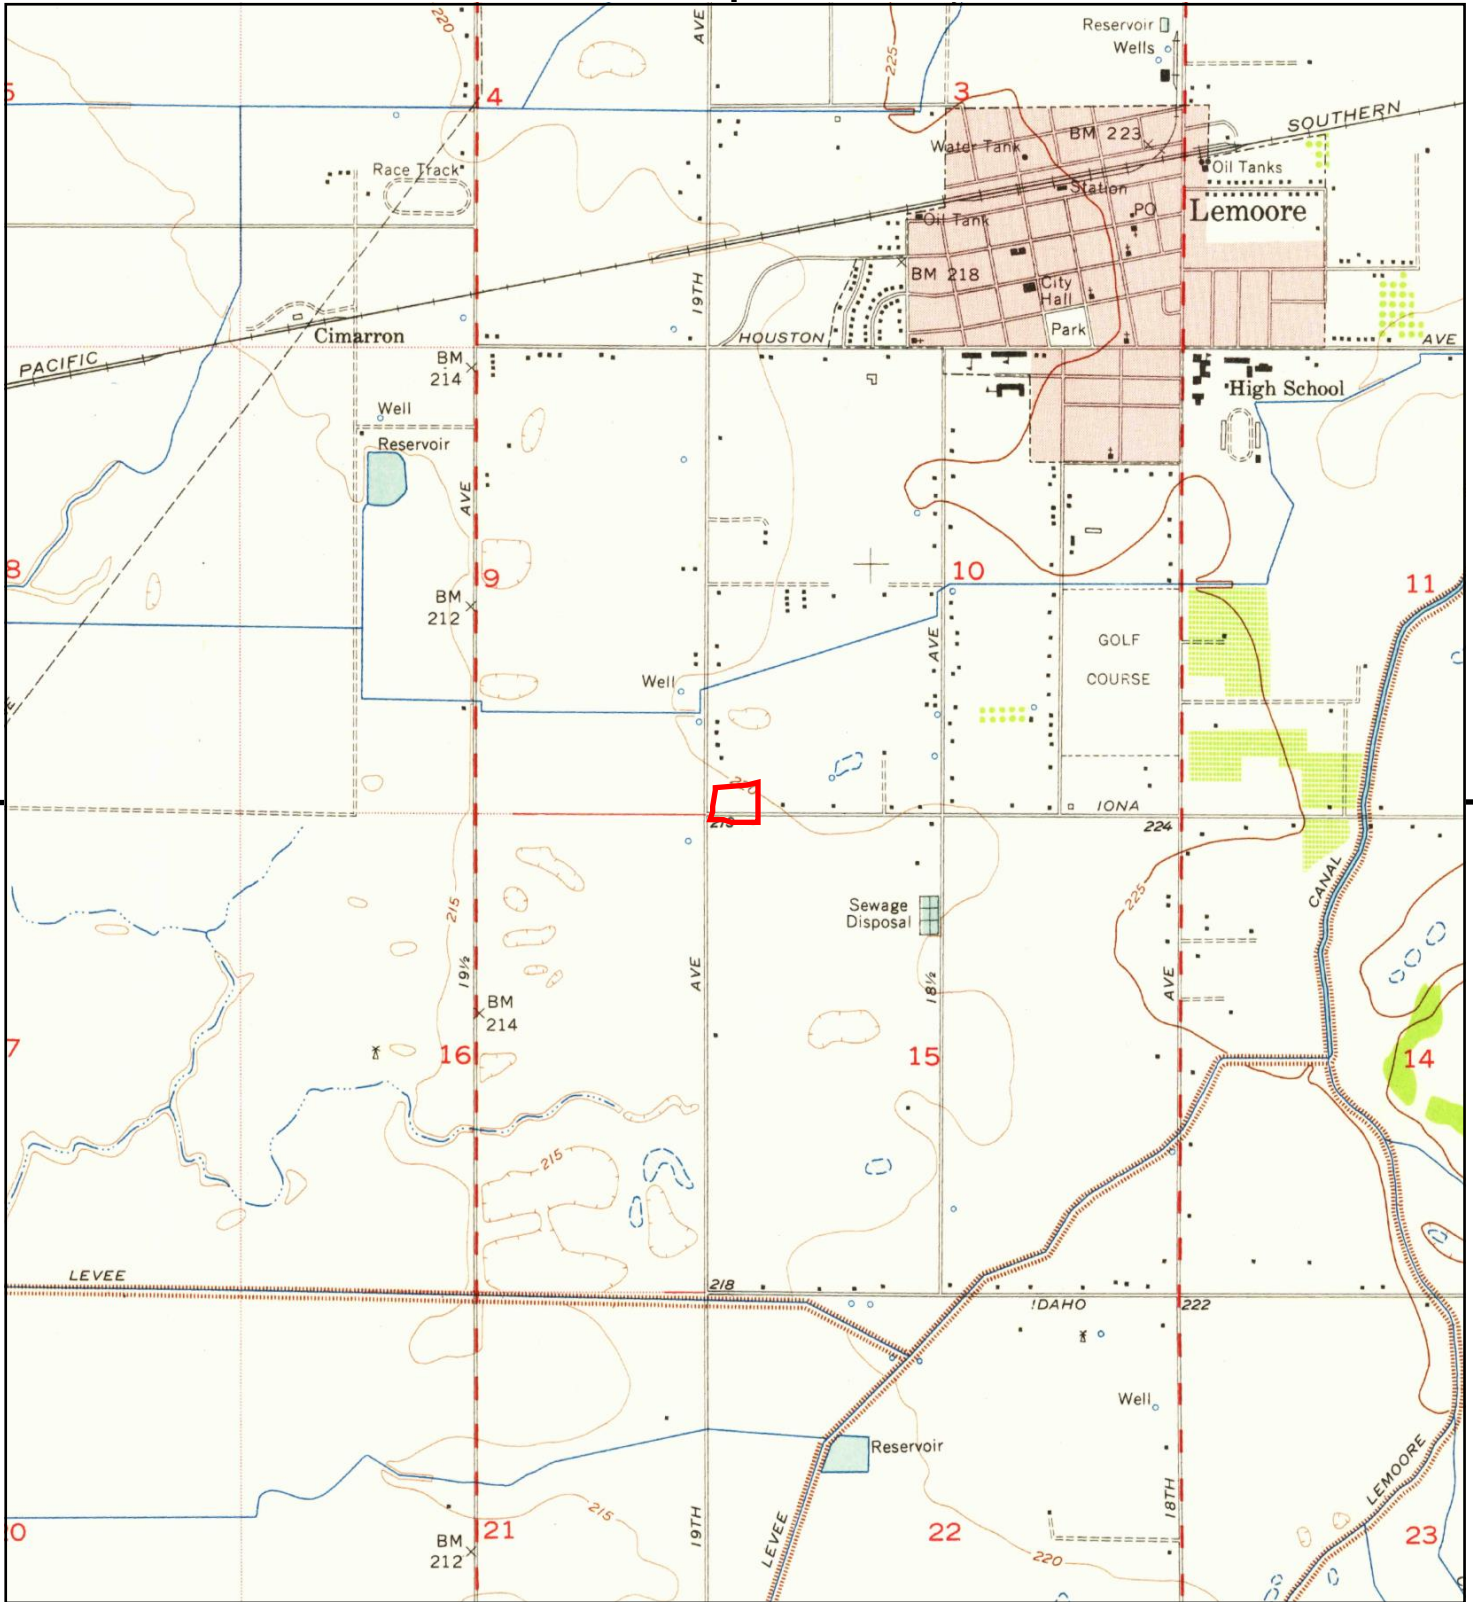 220
AVE
225
Reservoir
Wells
5
4
3
BM 223
SOUTHERN
Water Tank
Race Track
Oil Tanks
Station
PO
Lemoore
Oil Tank
BM 218
City
Hall
19TH
Park
HOUSTON
AVE
Cimarron
PACIFIC
BM
214
High School
Well
Reservoir
AVE
8
9
10
11
BM
212
AVE
GOLF
COURSE
Well
E
220
IONA
219
224
CANAL
225
215
Sewage
Disposal
19½
AVE
18½
AVE
BM
214
7
16
15
14
215
LEVEE
218
IDAHO
222
Well
Reservoir
LEMOORE
215
19TH
LEVEE
18TH
20
21
22
23
BM
212
220